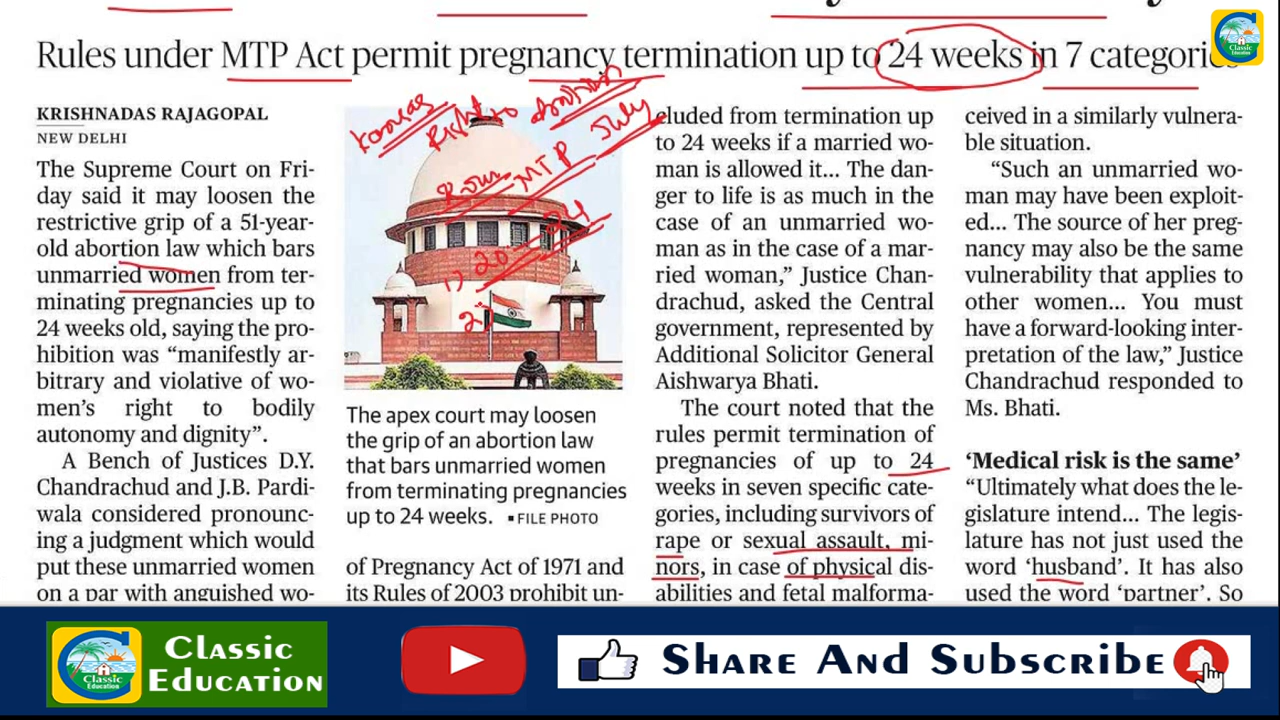 Rules under MTP Act permit pregnancy termination up to 24 weeks in 7 categories
Classic
Education
KRISHNADAS RAJAGOPAL
NEW DELHI
The Supreme Court on Fri-
day said it may loosen the
restrictive grip of a 51-year-
old abortion law which bars
unmarried women from ter-
minating pregnancies up to
24 weeks old, saying the pro-
hibition was “manifestly ar-
bitrary and violative of wo-
men’s right to bodily
autonomy and dignity”.
A Bench of Justices D.Y.
Chandrachud and J.B. Pardi-
wala considered pronounc-
ing a judgment which would
put these unmarried women
on a par with anguished wo-
Kansas
Right to abortion
July
MTP
1) 20 24
2)
The apex court may loosen
the grip of an abortion law
that bars unmarried women
from terminating pregnancies
up to 24 weeks. ▪FILE PHOTO
of Pregnancy Act of 1971 and
its Rules of 2003 prohibit un-
cluded from termination up
to 24 weeks if a married wo-
man is allowed it... The dan-
ger to life is as much in the
case of an unmarried wo-
man as in the case of a mar-
ried woman,” Justice Chan-
drachud, asked the Central
government, represented by
Additional Solicitor General
Aishwarya Bhati.
The court noted that the
rules permit termination of
pregnancies of up to 24
weeks in seven specific cate-
gories, including survivors of
rape or sexual assault, mi-
nors, in case of physical dis-
abilities and fetal malforma-
ceived in a similarly vulnera-
ble situation.
“Such an unmarried wo-
man may have been exploit-
ed... The source of her preg-
nancy may also be the same
vulnerability that applies to
other women... You must
have a forward-looking inter-
pretation of the law,” Justice
Chandrachud responded to
Ms. Bhati.
‘Medical risk is the same’
“Ultimately what does the le-
gislature intend... The legis-
lature has not just used the
word ‘husband’. It has also
used the word ‘partner’. So
Classic
Education
Classic
Education
Share And Subscribe